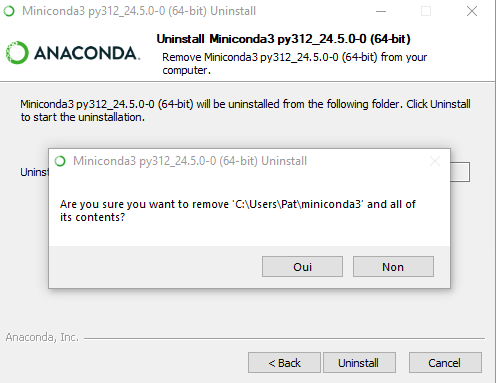 Miniconda3 py312_24.5.0-0 (64-bit) Uninstall
ANACONDA.
Uninstall Miniconda3 py312_24.5.0-0 (64-bit)
Remove Miniconda3 py312_24.5.0-0 (64-bit) from your
computer.
Miniconda3 py312_24.5.0-0 (64-bit) will be uninstalled from the following folder. Click Uninstall
to start the uninstallation.
Miniconda3 py312_24.5.0-0 (64-bit) Uninstall
Are you sure you want to remove 'C:\Users\Pat\miniconda3' and all of
its contents?
Oui
Non
Anaconda, Inc.
< Back
Uninstall
Cancel